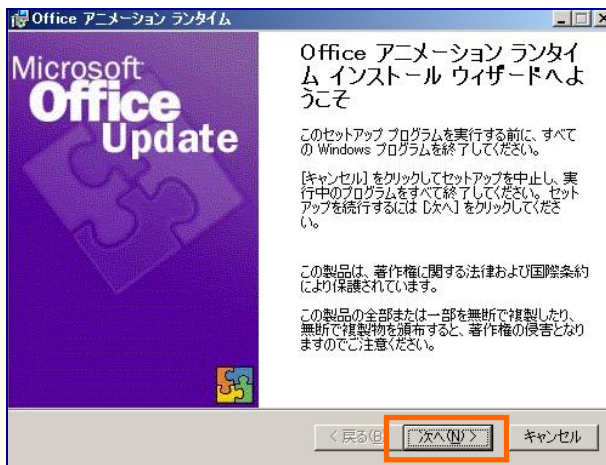 Office アニメーション ランタイム
Microsoft
Office
Update
Office アニメーション ランタイ
ム インストール ウィザードへよ
うこそ
このセットアップ プログラムを実行する前に、すべて
の Windows プログラムを終了してください。
[キャンセル] をクリックしてセットアップを中止し、実
行中のプログラムをすべて終了してください。セット
アップを続行するには [次へ] をクリックしてくださ
い。
この製品は、著作権に関する法律および国際条約
により保護されています。
この製品の全部または一部を無断で複製したり、
無断で複製物を頒布すると、著作権の侵害となり
ますのでご注意ください。
< 戻る(B
次へ(N) >
キャンセル